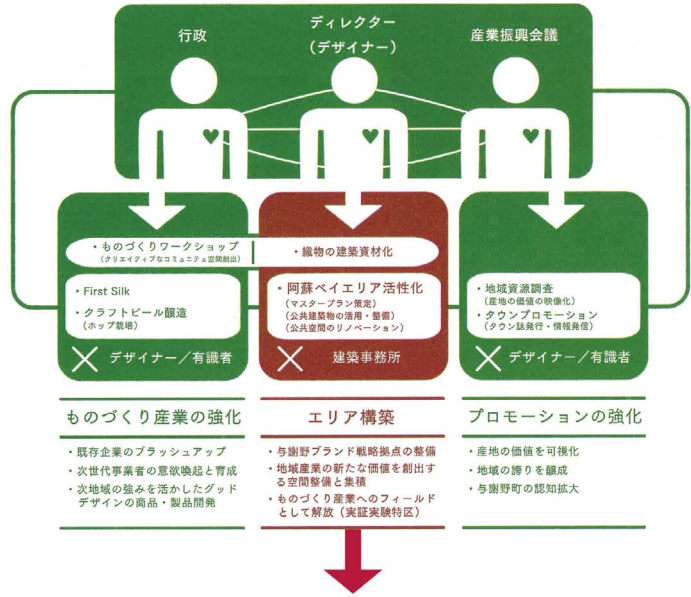 行政
ディレクター
（デザイナー）
産業振興会議
・ものづくりワークショップ
（クリエイティブなコミュニティ空間創出）
・織物の建築資材化
・First Silk
・クラフトビール醸造
（ホップ栽培）
× デザイナー／有識者
・阿蘇ベイエリア活性化
（マスタープラン策定）
（公共建築物の活用・整備）
（公共空間のリノベーション）
× 建築事務所
・地域資源調査
（産地の価値の映像化）
・タウンプロモーション
（タウン誌発行・情報発信）
× デザイナー／有識者
ものづくり産業の強化
・既存企業のブラッシュアップ
・次世代事業者の意欲喚起と育成
・次地域の強みを活かしたグッド
デザインの商品・製品開発
エリア構築
・与謝野ブランド戦略拠点の整備
・地域産業の新たな価値を創出す
る空間整備と集積
・ものづくり産業へのフィールド
として解放（実証実験特区）
プロモーションの強化
・産地の価値を可視化
・地域の誇りを醸成
・与謝野町の認知拡大